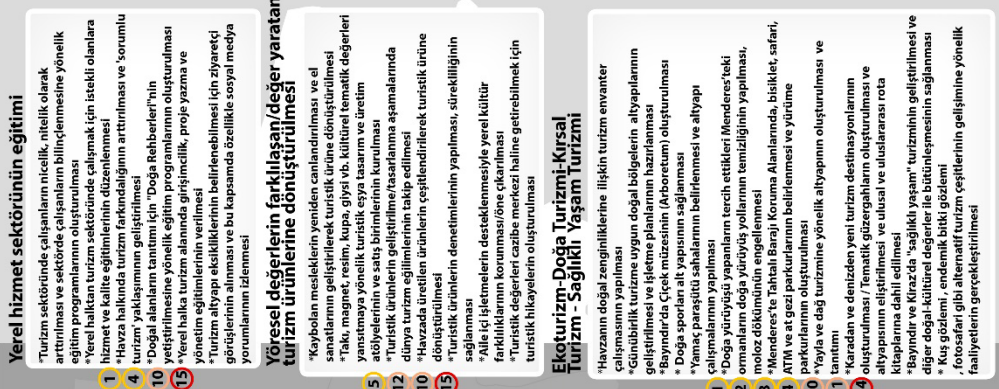 Yerel hizmet sektörünün eğitimi
*Turizm sektöründe çalışanların nicelik, nitelik olarak
arttırılması ve sektörde çalışanların bilinçlenmesine yönelik
eğitim programlarının oluşturulması
*Yerel halktan turizm sektöründe çalışmak için istekli olanlara
hizmet ve kalite eğitimlerinin düzenlenmesi
*Havza halkında turizm farkındalığının arttırılması ve 'sorumlu
turizm' yaklaşımının geliştirilmesi
*Doğal alanların tanıtımı için "Doğa Rehberleri"nin
yetiştirilmesine yönelik eğitim programlarının oluşturulması
*Yerel halka turizm alanında girişimcilik, proje yazma ve
yönetim eğitimlerinin verilmesi
*Turizm altyapı eksikliklerinin belirlenebilmesi için ziyaretçi
görüşlerinin alınması ve bu kapsamda özellikle sosyal medya
yorumlarının izlenmesi
1
4
10
15
Yöresel değerlerin farklılaşan/değer yaratan
turizm ürünlerine dönüştürülmesi
*Kaybolan mesleklerin yeniden canlandırılması ve el
sanatlarının geliştirilerek turistik ürüne dönüştürülmesi
*Takı, magnet, resim, kupa, giysi vb. kültürel tematik değerleri
yansıtmaya yönelik turistik eşya tasarım ve üretim
atölyelerinin ve satış birimlerinin kurulması
*Turistik ürünlerin geliştirilme/tasarlanma aşamalarında
dünya turizm eğilimlerinin takip edilmesi
*Havzada üretilen ürünlerin çeşitlendirilerek turistik ürüne
dönüştürülmesi
*Turistik ürünlerin denetimlerinin yapılması, sürekliliğinin
sağlanması
*Aile içi işletmelerin desteklenmesiyle yerel kültür
farklılıklarının korunması/öne çıkarılması
*Turistik değerleri cazibe merkezi haline getirebilmek için
turistik hikayelerin oluşturulması
5
12
10
15
Ekoturizm-Doğa Turizmi-Kırsal
Turizm - Sağlıklı Yaşam Turizmi
*Havzanın doğal zenginliklerine ilişkin turizm envanter
çalışmasının yapılması
*Günübirlik turizme uygun doğal bölgelerin altyapılarının
geliştirilmesi ve işletme planlarının hazırlanması
*Bayındır'da Çiçek müzesinin (Arboretum) oluşturulması
* Doğa sporları alt yapısının sağlanması
*Yamaç paraşütü sahalarının belirlenmesi ve altyapı
çalışmalarının yapılması
*Doğa yürüyüşü yapanların tercih ettikleri Menderes'teki
ormanların doğa yürüyüş yollarının temizliğinin yapılması,
moloz dökümünün engellenmesi
*Menderes'te Tahtalı Barajı Koruma Alanlarında, bisiklet, safari,
ATM ve at gezi parkurlarının belirlenmesi ve yürüme
parkurlarının oluşturulması
*Yayla ve dağ turizmine yönelik altyapının oluşturulması ve
tanıtımı
*Karadan ve denizden yeni turizm destinasyonlarının
oluşturulması / Tematik güzergahların oluşturulması ve
altyapısının eliştirilmesi ve ulusal ve uluslararası rota
kitaplarına dahil edilmesi
*Bayındır ve Kiraz'da "sağlıklı yaşam" turizminin geliştirilmesi ve
diğer doğal-kültürel değerler ile bütünleşmesinin sağlanması
*Kuş gözlemi , endemik bitki gözlemi
,fotosafari gibi alternatif turizm çeşitlerinin gelişimine yönelik
faaliyetlerin gerçekleştirilmesi